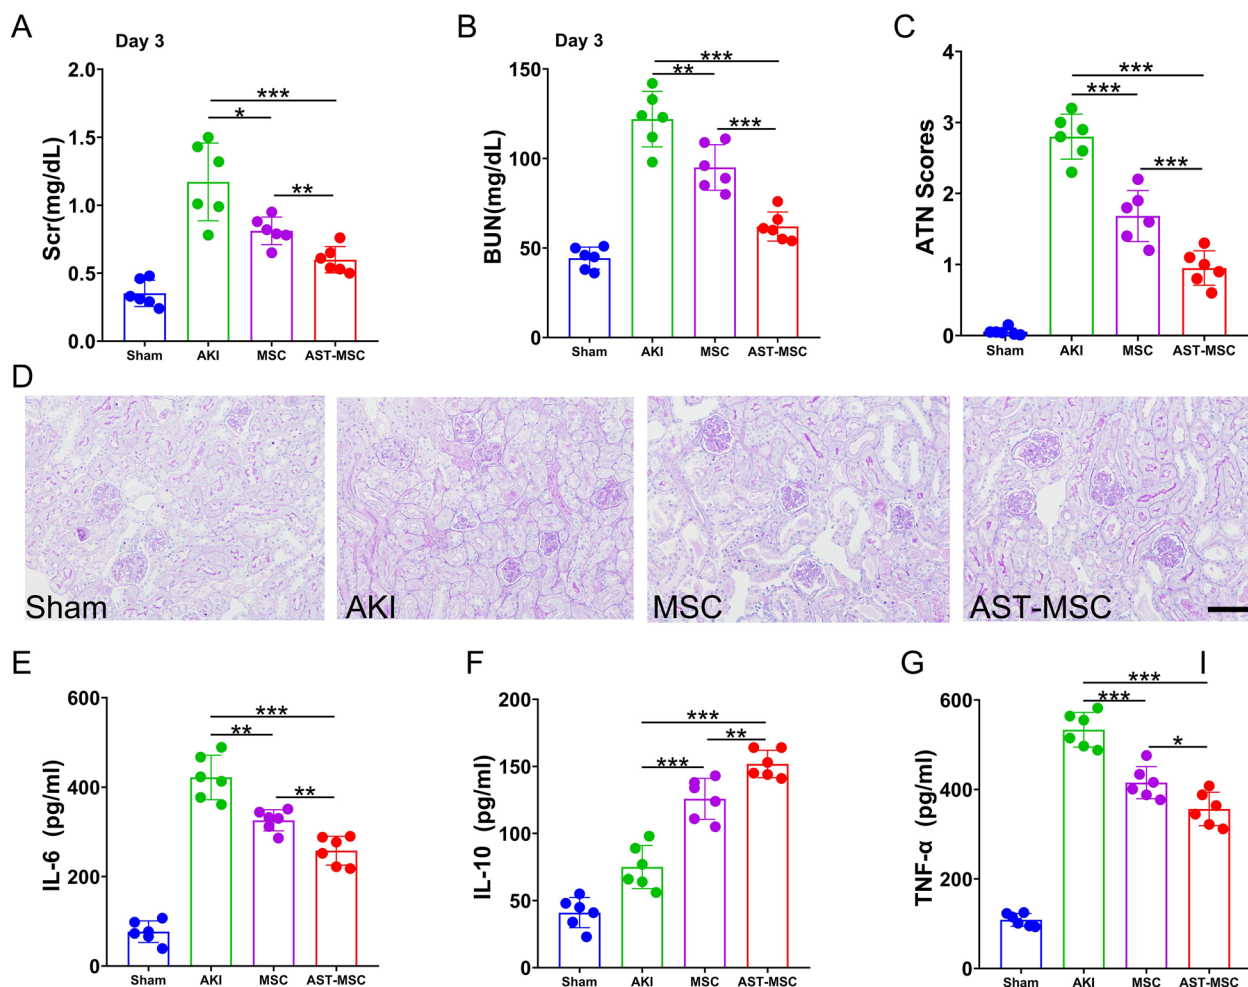 A
Day 3
Scr(mg/dL)
2.0
1.5
1.0
0.5
0.0
***
*
**
Sham AKI MSC AST-MSC
B
Day 3
BUN(mg/dL)
150
100
50
0
***
**
***
Sham AKI MSC AST-MSC
C
ATN Scores
4
3
2
1
0
***
***
***
Sham AKI MSC AST-MSC
D
Sham
AKI
MSC
AST-MSC
E
IL-6 (pg/ml)
600
400
200
0
***
**
**
Sham AKI MSC AST-MSC
F
IL-10 (pg/ml)
200
150
100
50
0
***
**
***
Sham AKI MSC AST-MSC
G
I
TNF-α (pg/ml)
600
400
200
0
***
***
*
Sham AKI MSC AST-MSC